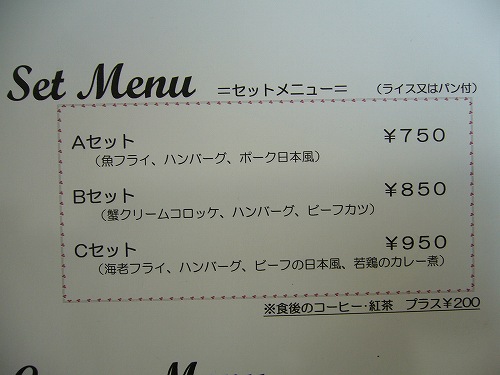 Set Menu ＝セットメニュー＝ （ライス又はパン付）
Aセット ￥750
（魚フライ、ハンバーグ、ポーク日本風）
Bセット ￥850
（蟹クリームコロッケ、ハンバーグ、ビーフカツ）
Cセット ￥950
（海老フライ、ハンバーグ、ビーフの日本風、若鶏のカレー煮）
※食後のコーヒー・紅茶　プラス￥200